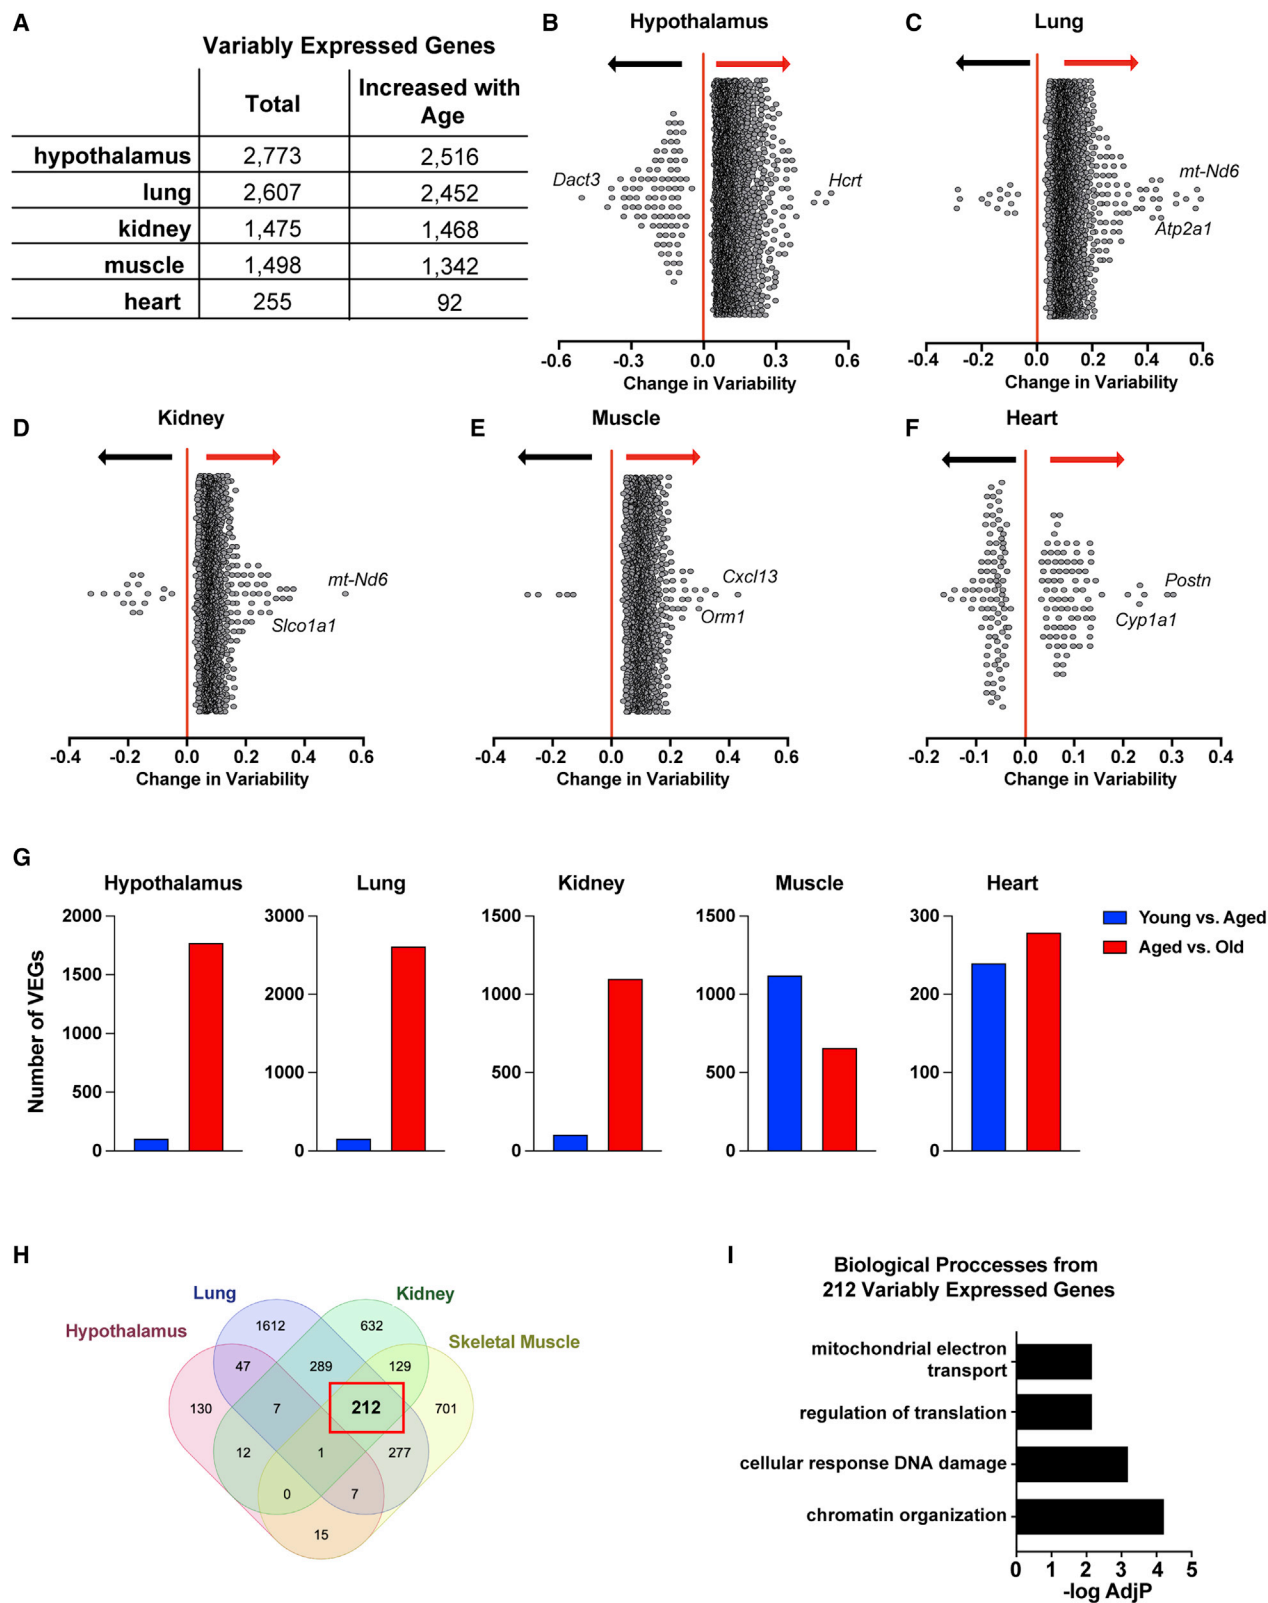 A
Variably Expressed Genes
Total
Increased with
Age
hypothalamus 2,773 2,516
lung 2,607 2,452
kidney 1,475 1,468
muscle 1,498 1,342
heart 255 92
B
Hypothalamus
Dact3
Hcrt
-0.6 -0.3 0.0 0.3 0.6
Change in Variability
C
Lung
mt-Nd6
Atp2a1
-0.4 -0.2 0.0 0.2 0.4 0.6
Change in Variability
D
Kidney
mt-Nd6
Slco1a1
-0.4 -0.2 0.0 0.2 0.4 0.6
Change in Variability
E
Muscle
Cxcl13
Orm1
-0.4 -0.2 0.0 0.2 0.4 0.6
Change in Variability
F
Heart
Postn
Cyp1a1
-0.2 -0.1 0.0 0.1 0.2 0.3 0.4
Change in Variability
G
Number of VEGs
Hypothalamus
2000
1500
1000
500
0
Lung
3000
2000
1000
0
Kidney
1500
1000
500
0
Muscle
1500
1000
500
0
Heart
300
200
100
0
Young vs. Aged
Aged vs. Old
H
Lung
Kidney
Hypothalamus
Skeletal Muscle
1612 632
47 289 129
130 7 212 701
12 1 277
0 7
15
I
Biological Proccesses from
212 Variably Expressed Genes
mitochondrial electron
transport
regulation of translation
cellular response DNA damage
chromatin organization
0 1 2 3 4 5
-log AdjP